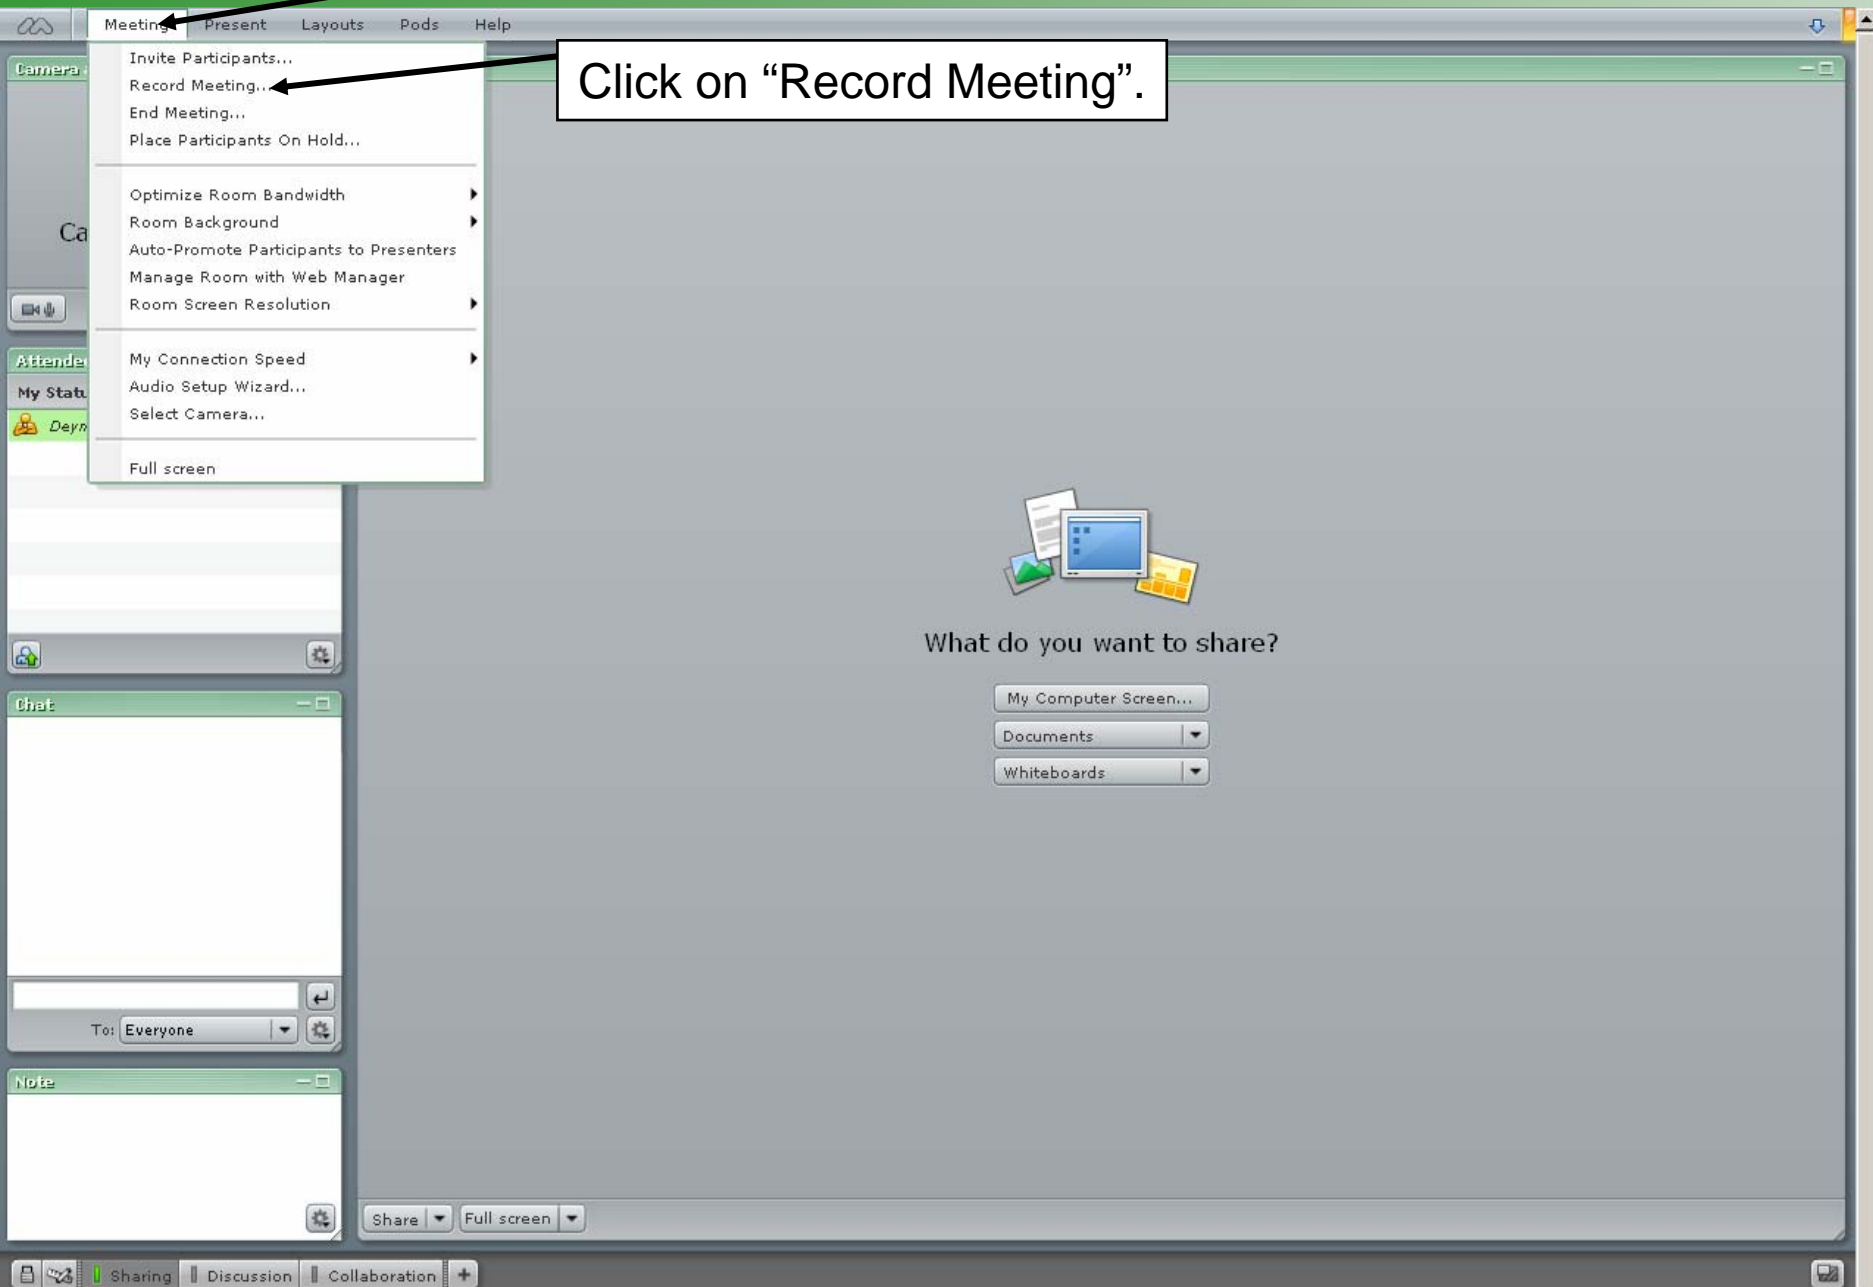 Meeting Present Layouts Pods Help
Click on “Record Meeting”.
Invite Participants...
Record Meeting...
End Meeting...
Place Participants On Hold...
Optimize Room Bandwidth
Room Background
Auto-Promote Participants to Presenters
Manage Room with Web Manager
Room Screen Resolution
My Connection Speed
Audio Setup Wizard...
Select Camera...
Full screen
Camera
Ca
Attendee
My Statu
Deyn
What do you want to share?
My Computer Screen...
Documents
Whiteboards
Chat
To: Everyone
Note
Share Full screen
Sharing Discussion Collaboration +